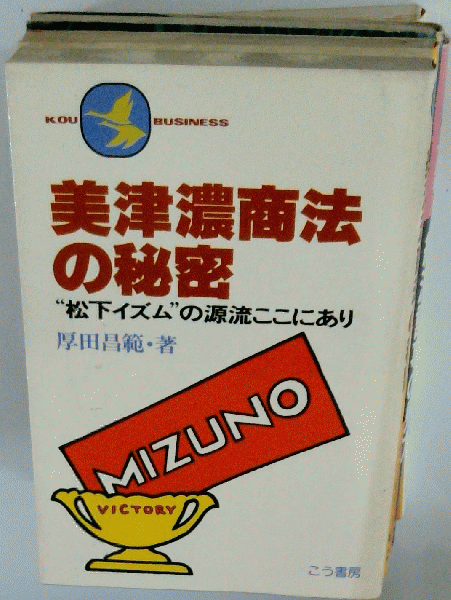 KOU BUSINESS
美津濃商法
の秘密
“松下イズム”の源流ここにあり
厚田昌範・著
MIZUNO
VICTORY
こう書房